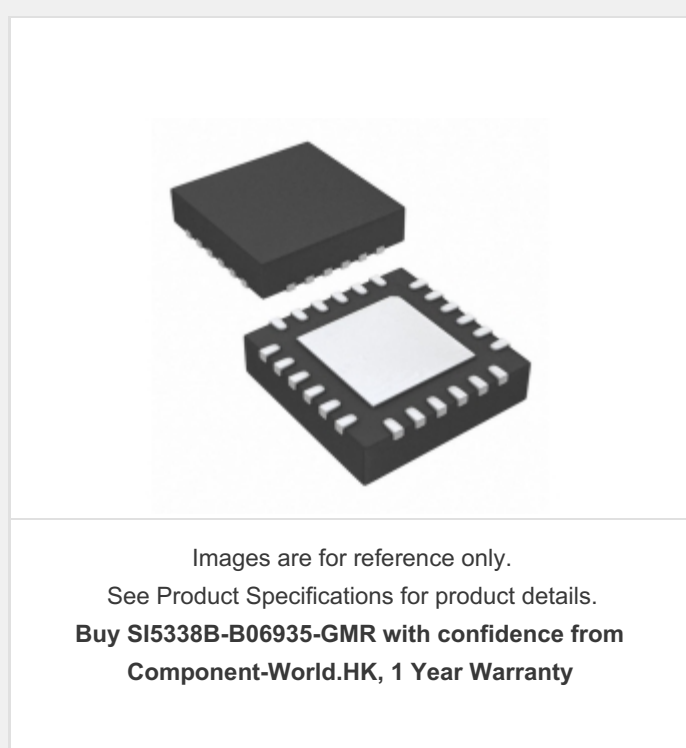 Images are for reference only.
See Product Specifications for product details.
Buy SI5338B-B06935-GMR with confidence from
Component-World.HK, 1 Year Warranty